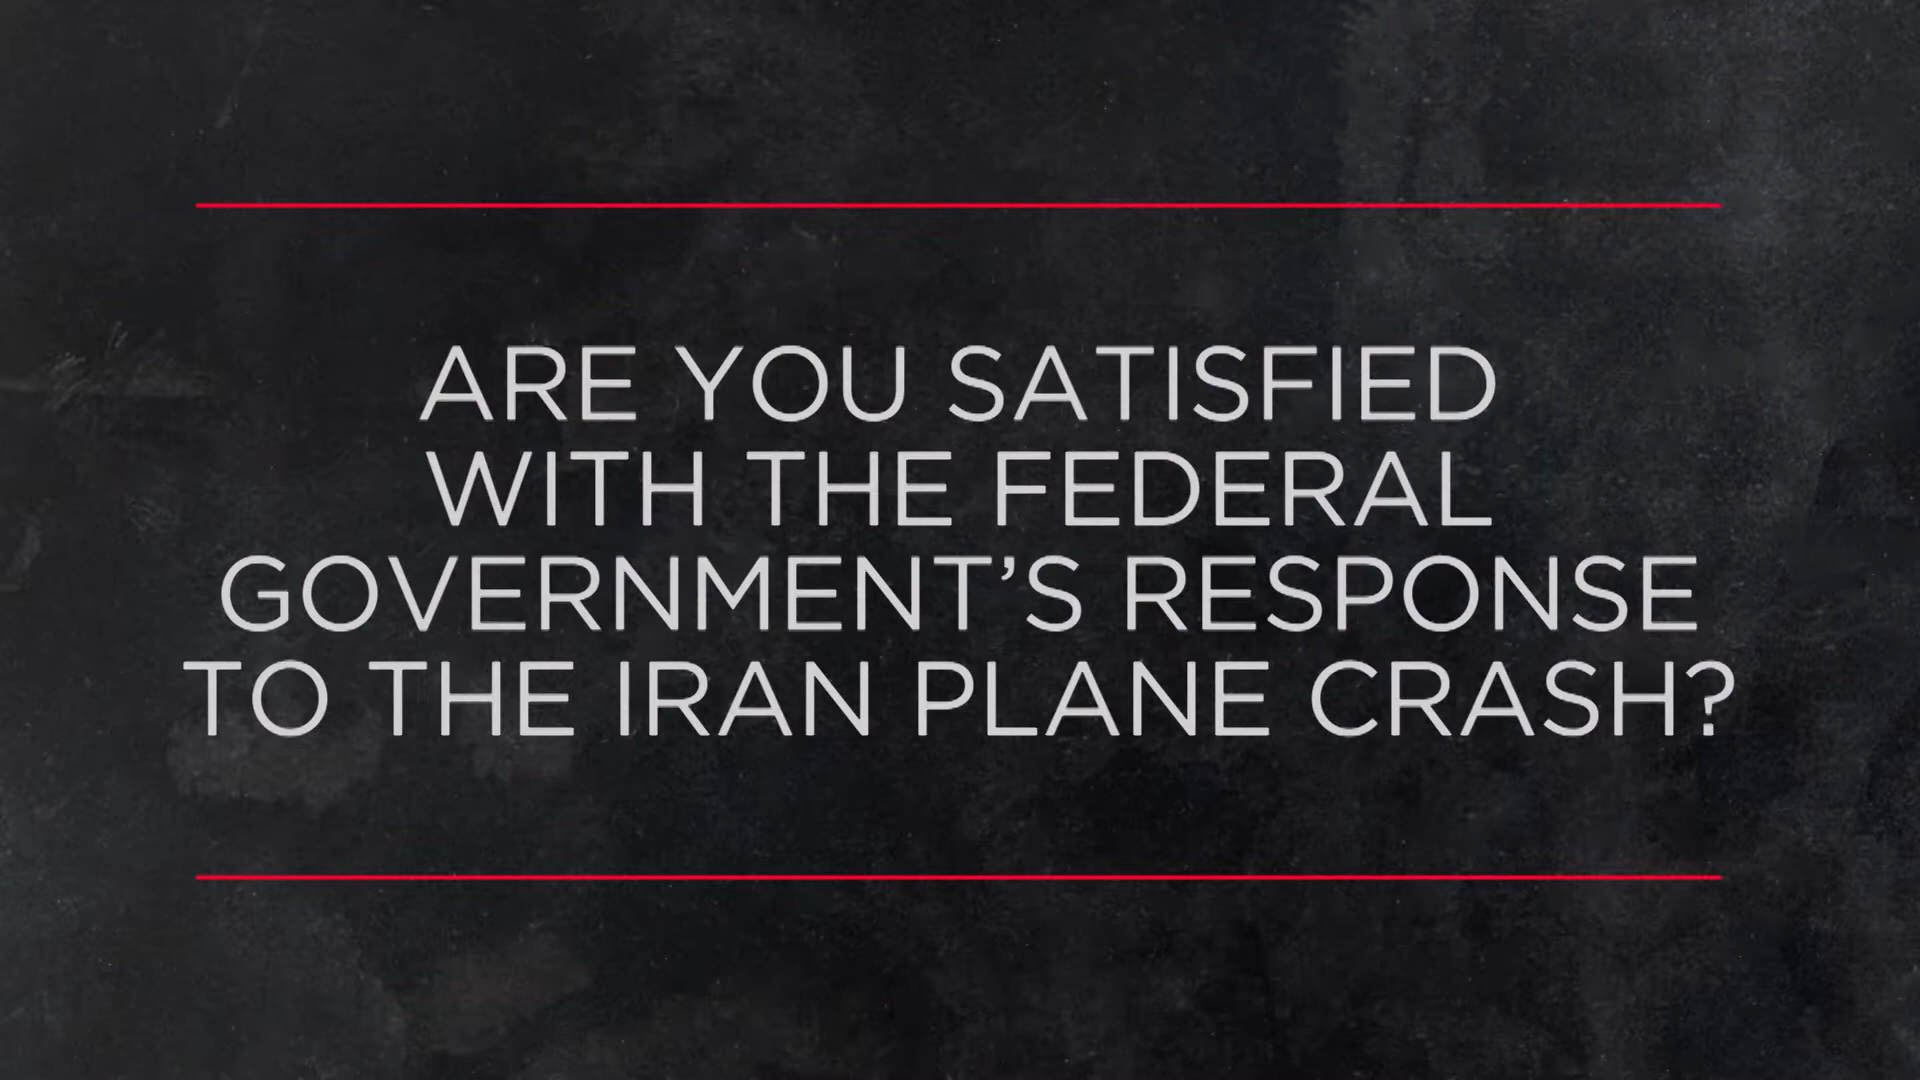 ARE YOU SATISFIED
WITH THE FEDERAL
GOVERNMENT’S RESPONSE
TO THE IRAN PLANE CRASH?